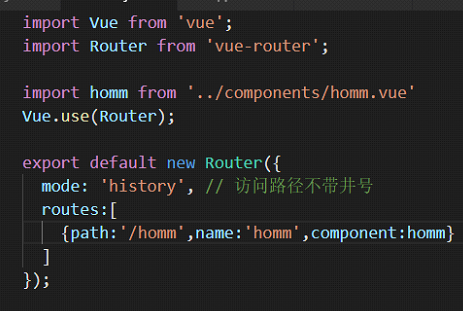 import Vue from 'vue';
import Router from 'vue-router';
import homm from '../components/homm.vue'
Vue.use(Router);
export default new Router({
mode: 'history', // 访问路径不带井号
routes:[
{path:'/homm',name:'homm',component:homm}
]
});